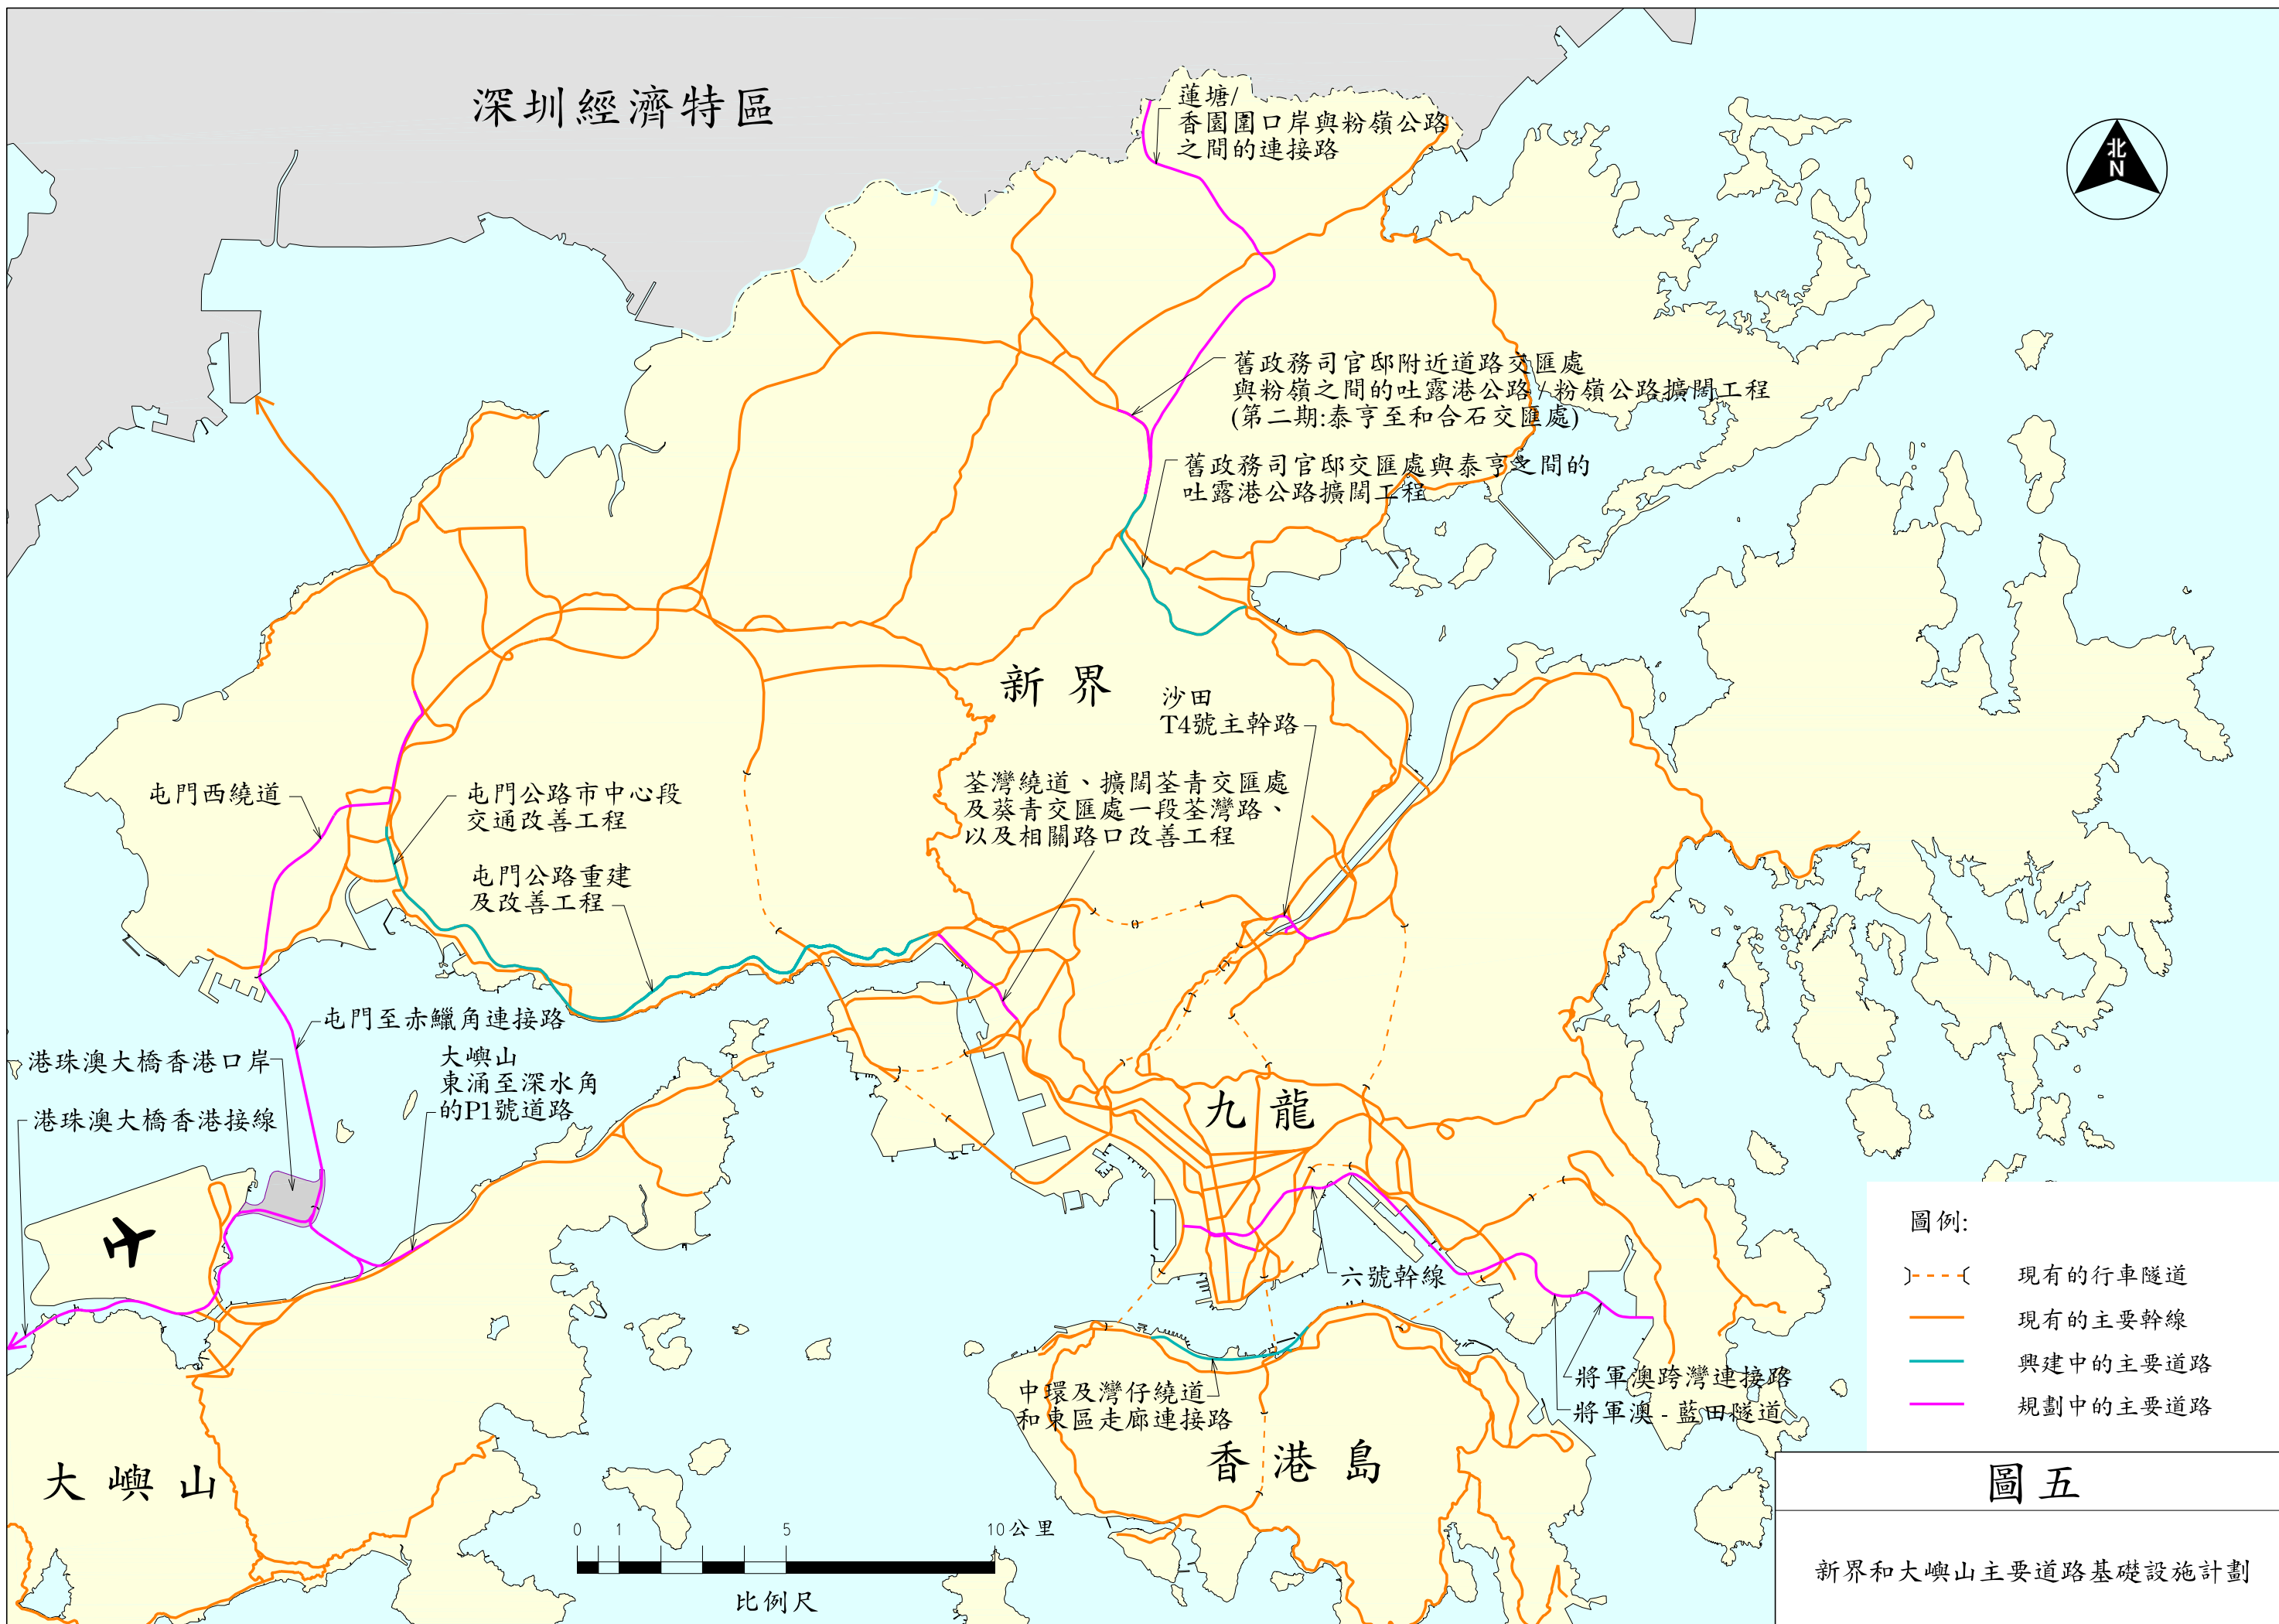 深圳經濟特區
蓮塘/
香園圍口岸與粉嶺公路
之間的連接路
北
N
舊政務司官邸附近道路交匯處
與粉嶺之間的吐露港公路/粉嶺公路擴闊工程
(第二期:泰亨至和合石交匯處)
舊政務司官邸交匯處與泰亨之間的
吐露港公路擴闊工程
新界
沙田
T4號主幹路
荃灣繞道、擴闊荃青交匯處
及葵青交匯處一段荃灣路、
以及相關路口改善工程
屯門西繞道
屯門公路市中心段
交通改善工程
屯門公路重建
及改善工程
屯門至赤鱲角連接路
港珠澳大橋香港口岸
港珠澳大橋香港接線
大嶼山
東涌至深水角
的P1號道路
九龍
六號幹線
將軍澳跨灣連接路
將軍澳 - 藍田隧道
中環及灣仔繞道
和東區走廊連接路
香港島
大嶼山
0 1 5 10公里
比例尺
圖例:
現有的行車隧道
現有的主要幹線
興建中的主要道路
規劃中的主要道路
圖五
新界和大嶼山主要道路基礎設施計劃